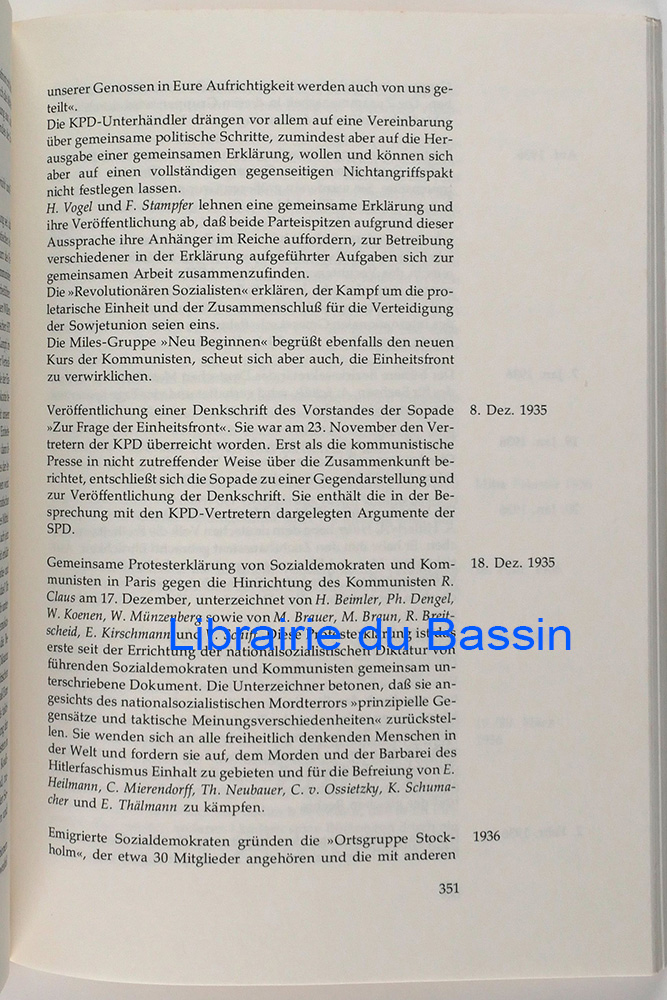 unserer Genossen in Eure Aufrichtigkeit werden auch von uns ge-
teilt«.
Die KPD-Unterhändler drängen vor allem auf eine Vereinbarung
über gemeinsame politische Schritte, zumindest aber auf die Her-
ausgabe einer gemeinsamen Erklärung, wollen und können sich
aber auf einen vollständigen gegenseitigen Nichtangriffspakt
nicht festlegen lassen.
H. Vogel und F. Stampfer lehnen eine gemeinsame Erklärung und
ihre Veröffentlichung ab, daß beide Parteispitzen aufgrund dieser
Aussprache ihre Anhänger im Reiche auffordern, zur Betreibung
verschiedener in der Erklärung aufgeführter Aufgaben sich zur
gemeinsamen Arbeit zusammenzufinden.
Die »Revolutionären Sozialisten« erklären, der Kampf um die pro-
letarische Einheit und der Zusammenschluß für die Verteidigung
der Sowjetunion seien eins.
Die Miles-Gruppe »Neu Beginnen« begrüßt ebenfalls den neuen
Kurs der Kommunisten, scheut sich aber auch, die Einheitsfront
zu verwirklichen.
Veröffentlichung einer Denkschrift des Vorstandes der Sopade 8. Dez. 1935
»Zur Frage der Einheitsfront«. Sie war am 23. November den Ver-
tretern der KPD überreicht worden. Erst als die kommunistische
Presse in nicht zutreffender Weise über die Zusammenkunft be-
richtet, entschließt sich die Sopade zu einer Gegendarstellung und
zur Veröffentlichung der Denkschrift. Sie enthält die in der Be-
sprechung mit den KPD-Vertretern dargelegten Argumente der
SPD.
Gemeinsame Protesterklärung von Sozialdemokraten und Kom- 18. Dez. 1935
munisten in Paris gegen die Hinrichtung des Kommunisten R.
Claus am 17. Dezember, unterzeichnet von H. Beimler, Ph. Dengel,
W. Koenen, W. Münzenberg sowie von M. Brauer, M. Braun, R. Breit-
scheid, E. Kirschmann und Schiff. Diese Protesterklärung ist das
Librairie du Bassin
erste seit der Errichtung der nationalsozialistischen Diktatur von
führenden Sozialdemokraten und Kommunisten gemeinsam un-
terschriebene Dokument. Die Unterzeichner betonen, daß sie an-
gesichts des nationalsozialistischen Mordterrors »prinzipielle Ge-
gensätze und taktische Meinungsverschiedenheiten« zurückstel-
len. Sie wenden sich an alle freiheitlich denkenden Menschen in
der Welt und fordern sie auf, dem Morden und der Barbarei des
Hitlerfaschismus Einhalt zu gebieten und für die Befreiung von E.
Heilmann, C. Mierendorff, Th. Neubauer, C. v. Ossietzky, K. Schuma-
cher und E. Thälmann zu kämpfen.
Emigrierte Sozialdemokraten gründen die »Ortsgruppe Stock- 1936
holm«, der etwa 30 Mitglieder angehören und die mit anderen
351